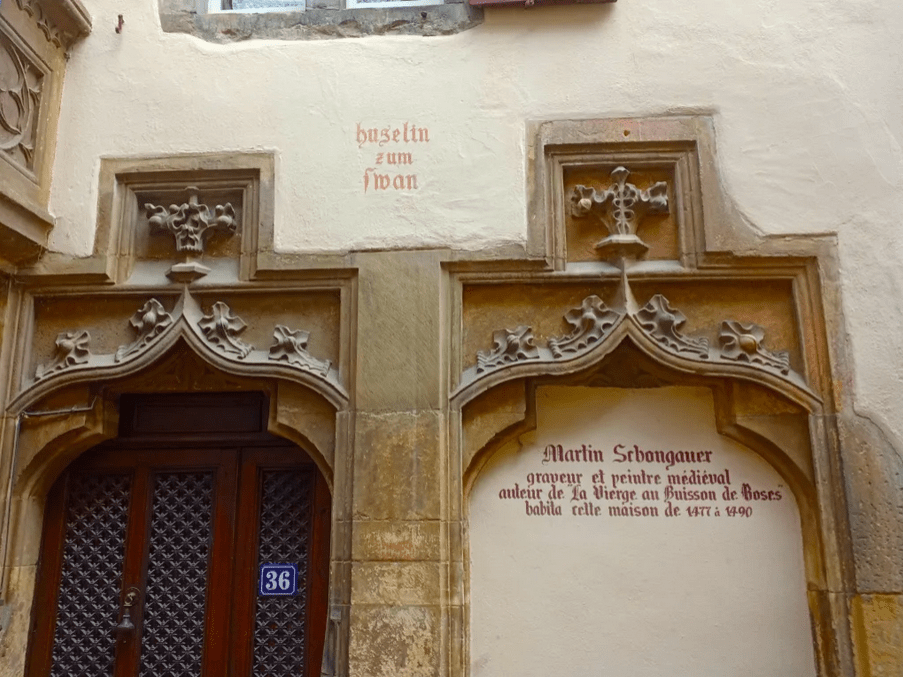 huselin
zum
ſwan
Martin Schongauer
graveur et peintre médiéval
auteur de La Vierge au Buisson de Roses
habita cette maison de 1477 à 1490
36